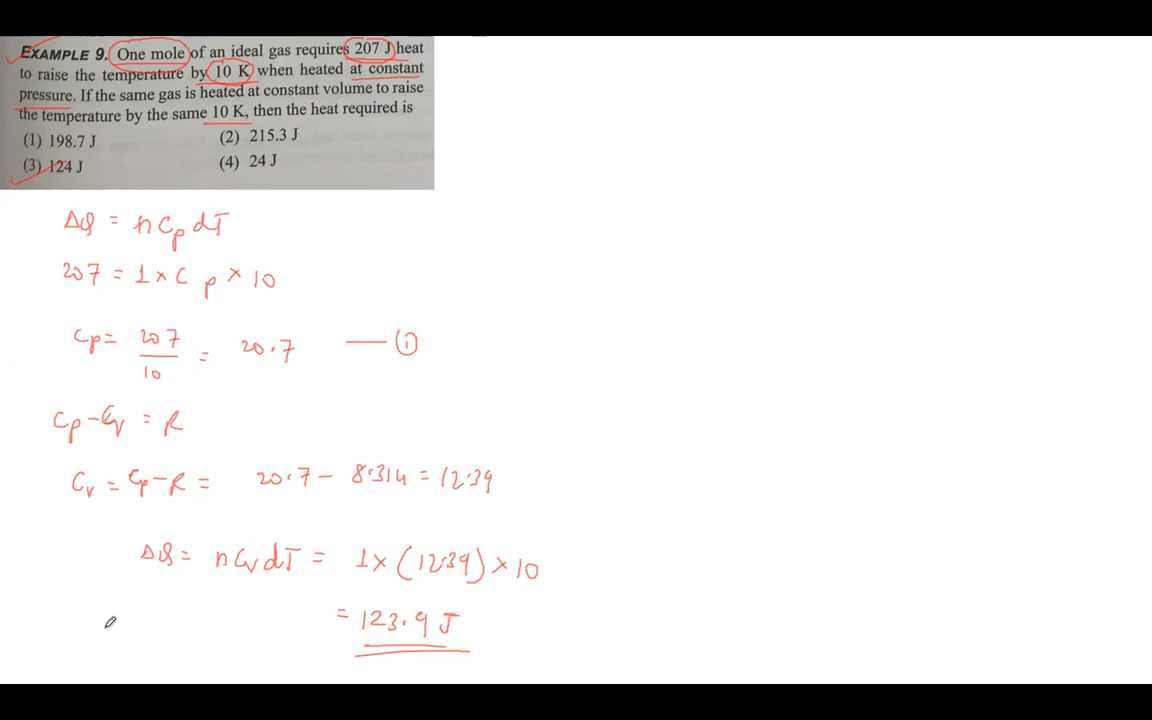 EXAMPLE 9. One mole of an ideal gas requires 207 J heat
to raise the temperature by 10 K when heated at constant
pressure. If the same gas is heated at constant volume to raise
the temperature by the same 10 K, then the heat required is
(1) 198.7 J (2) 215.3 J
(3) 124 J (4) 24 J
ΔQ = n Cp dT
207 = 1 × C p × 10
Cp = 207/10 = 20.7 — ①
Cp - Cv = R
Cv = Cp - R = 20.7 - 8.314 = 12.39
ΔQ = n Cv dT = 1 × (12.39) × 10
= 123.9 J